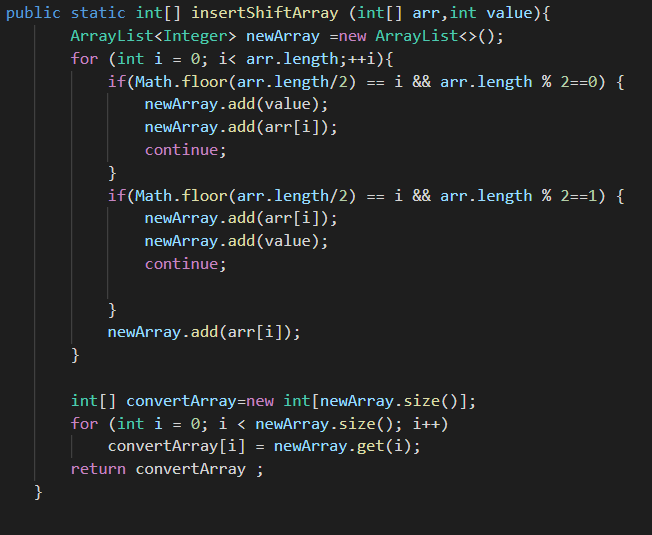 public static int[] insertShiftArray (int[] arr,int value){
ArrayList<Integer> newArray =new ArrayList<>();
for (int i = 0; i< arr.length;++i){
if(Math.floor(arr.length/2) == i && arr.length % 2==0) {
newArray.add(value);
newArray.add(arr[i]);
continue;
}
if(Math.floor(arr.length/2) == i && arr.length % 2==1) {
newArray.add(arr[i]);
newArray.add(value);
continue;
}
newArray.add(arr[i]);
}
int[] convertArray=new int[newArray.size()];
for (int i = 0; i < newArray.size(); i++)
convertArray[i] = newArray.get(i);
return convertArray ;
}